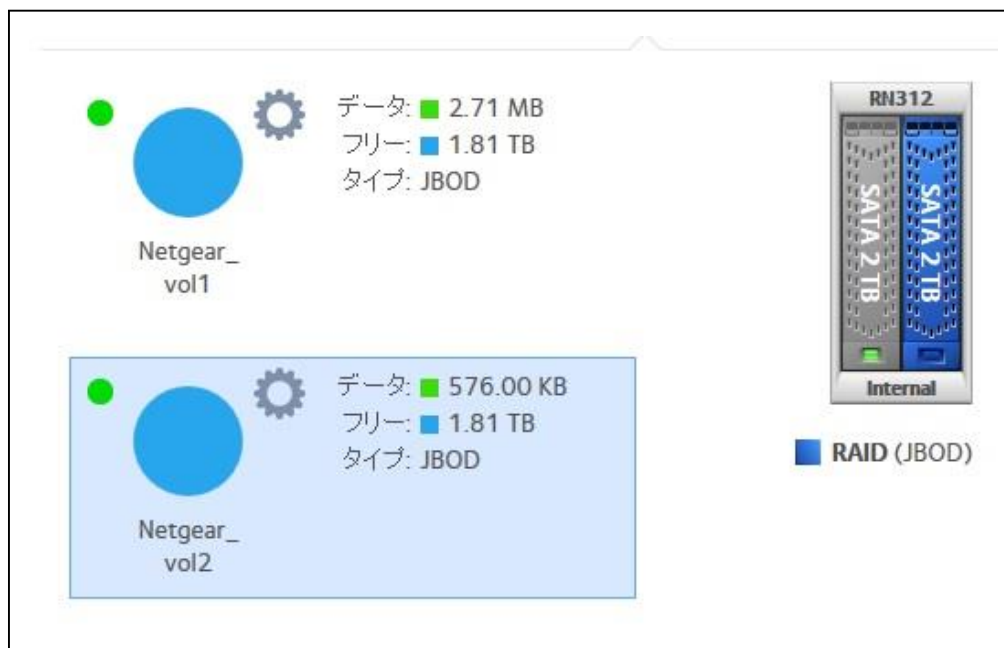 データ: 2.71 MB
フリー: 1.81 TB
タイプ: JBOD
Netgear_
vol1
データ: 576.00 KB
フリー: 1.81 TB
タイプ: JBOD
Netgear_
vol2
RN312
SATA 2 TB
SATA 2 TB
Internal
RAID (JBOD)